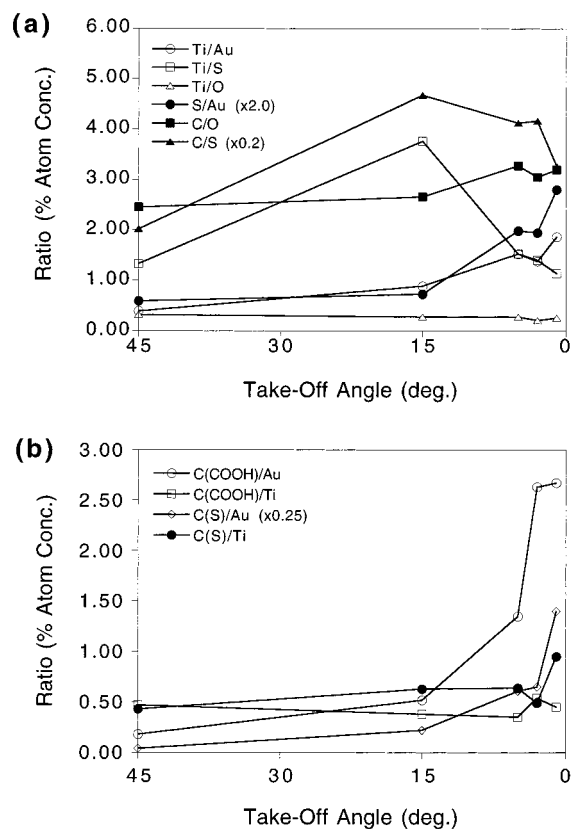 (a)
6.00
5.00
4.00
3.00
2.00
1.00
0.00
Ratio (% Atom Conc.)
Ti/Au
Ti/S
Ti/O
S/Au (x2.0)
C/O
C/S (x0.2)
45
30
15
0
Take-Off Angle (deg.)
(b)
3.00
2.50
2.00
1.50
1.00
0.50
0.00
Ratio (% Atom Conc.)
C(COOH)/Au
C(COOH)/Ti
C(S)/Au (x0.25)
C(S)/Ti
45
30
15
0
Take-Off Angle (deg.)